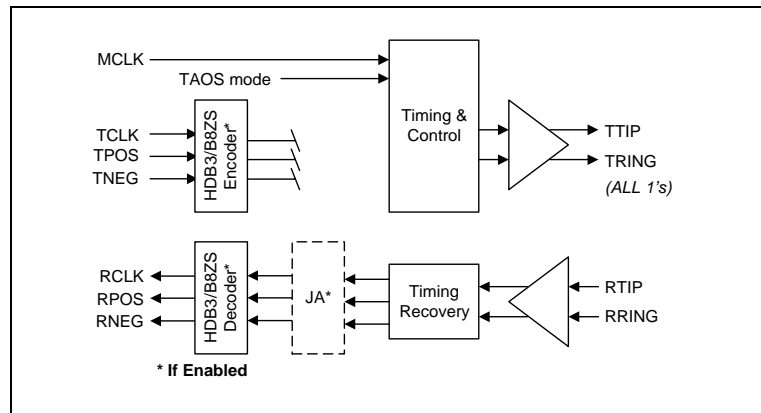 MCLK
TAOS mode
TCLK
TPOS
TNEG
HDB3/B8ZS
Encoder*
Timing &
Control
TTIP
TRING
(ALL 1's)
RCLK
RPOS
RNEG
HDB3/B8ZS
Decoder*
JA*
Timing
Recovery
RTIP
RRING
* If Enabled